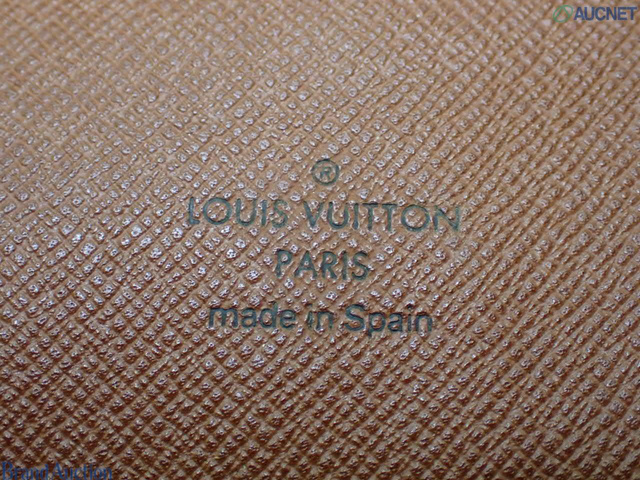 AUCNET
®
LOUIS VUITTON
PARIS
made in Spain
Brand Auction